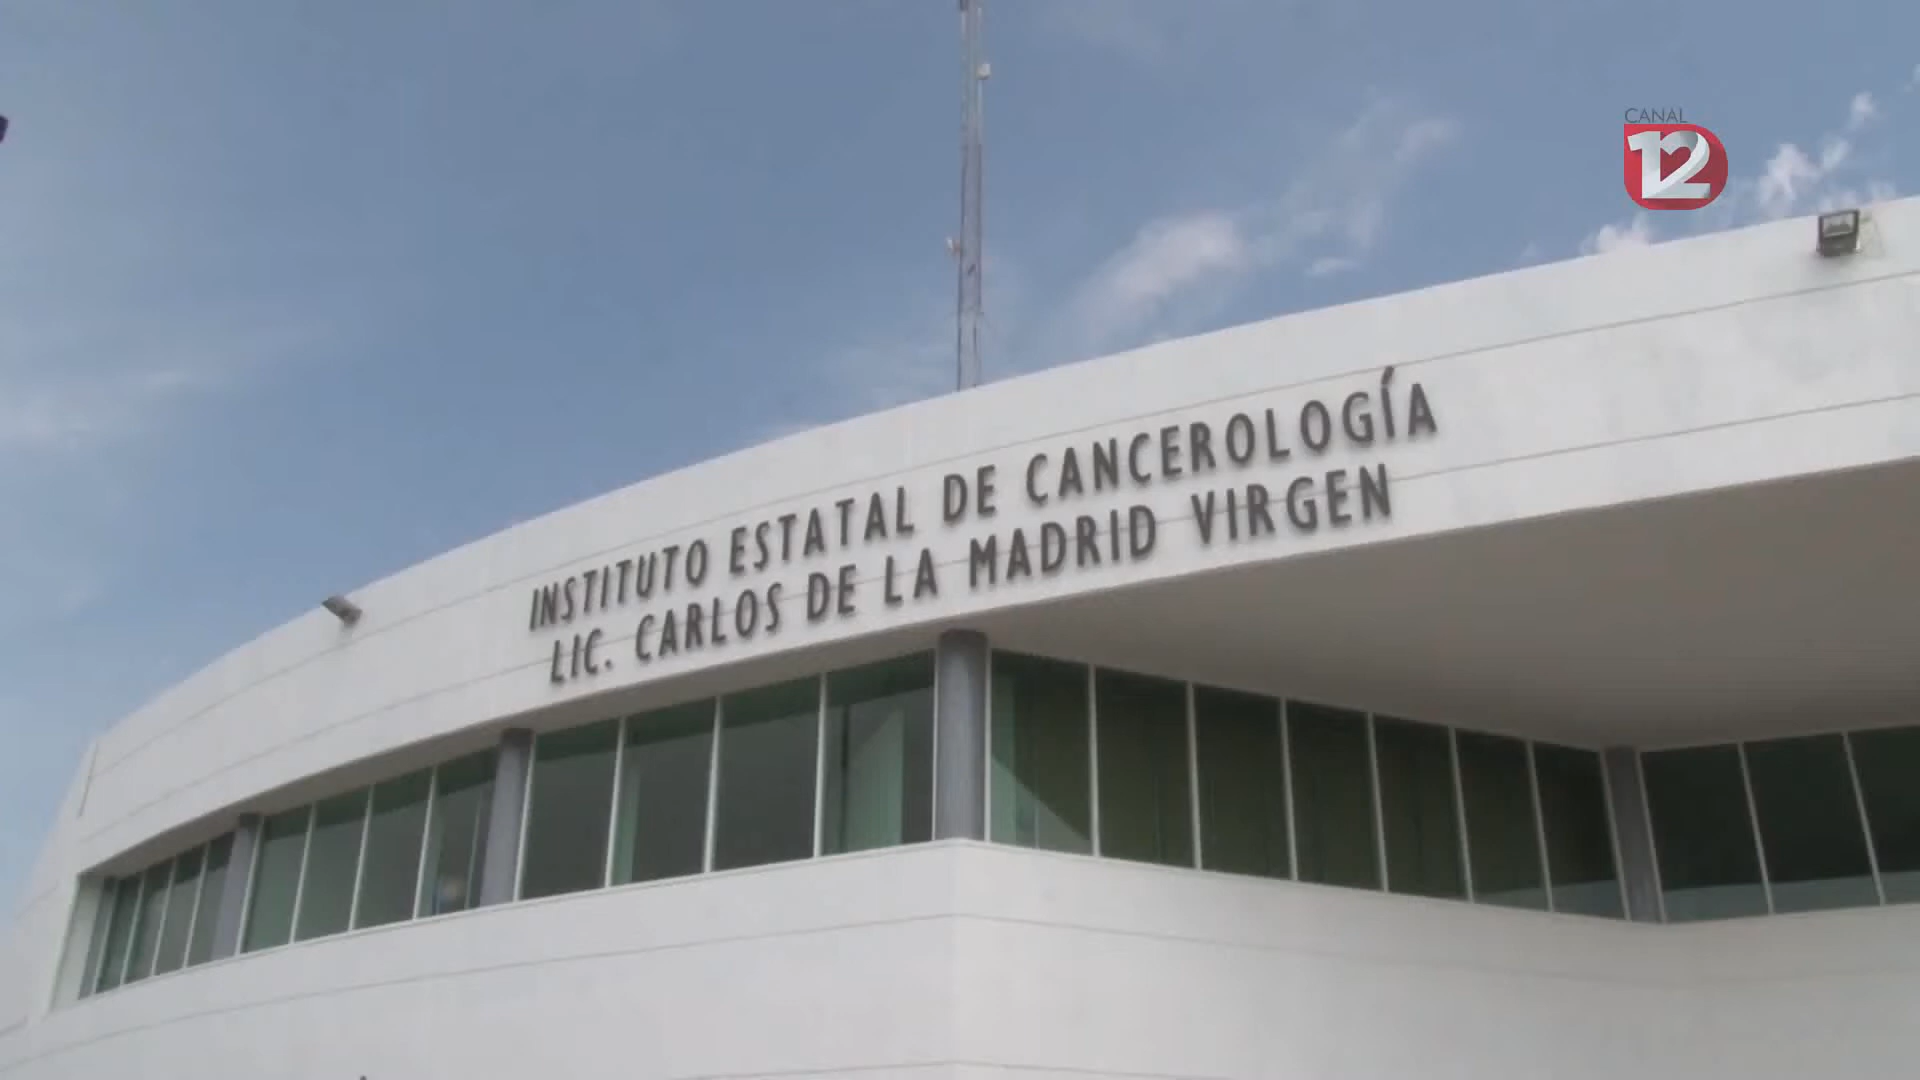 CANAL
12
INSTITUTO ESTATAL DE CANCEROLOGÍA
LIC. CARLOS DE LA MADRID VIRGEN